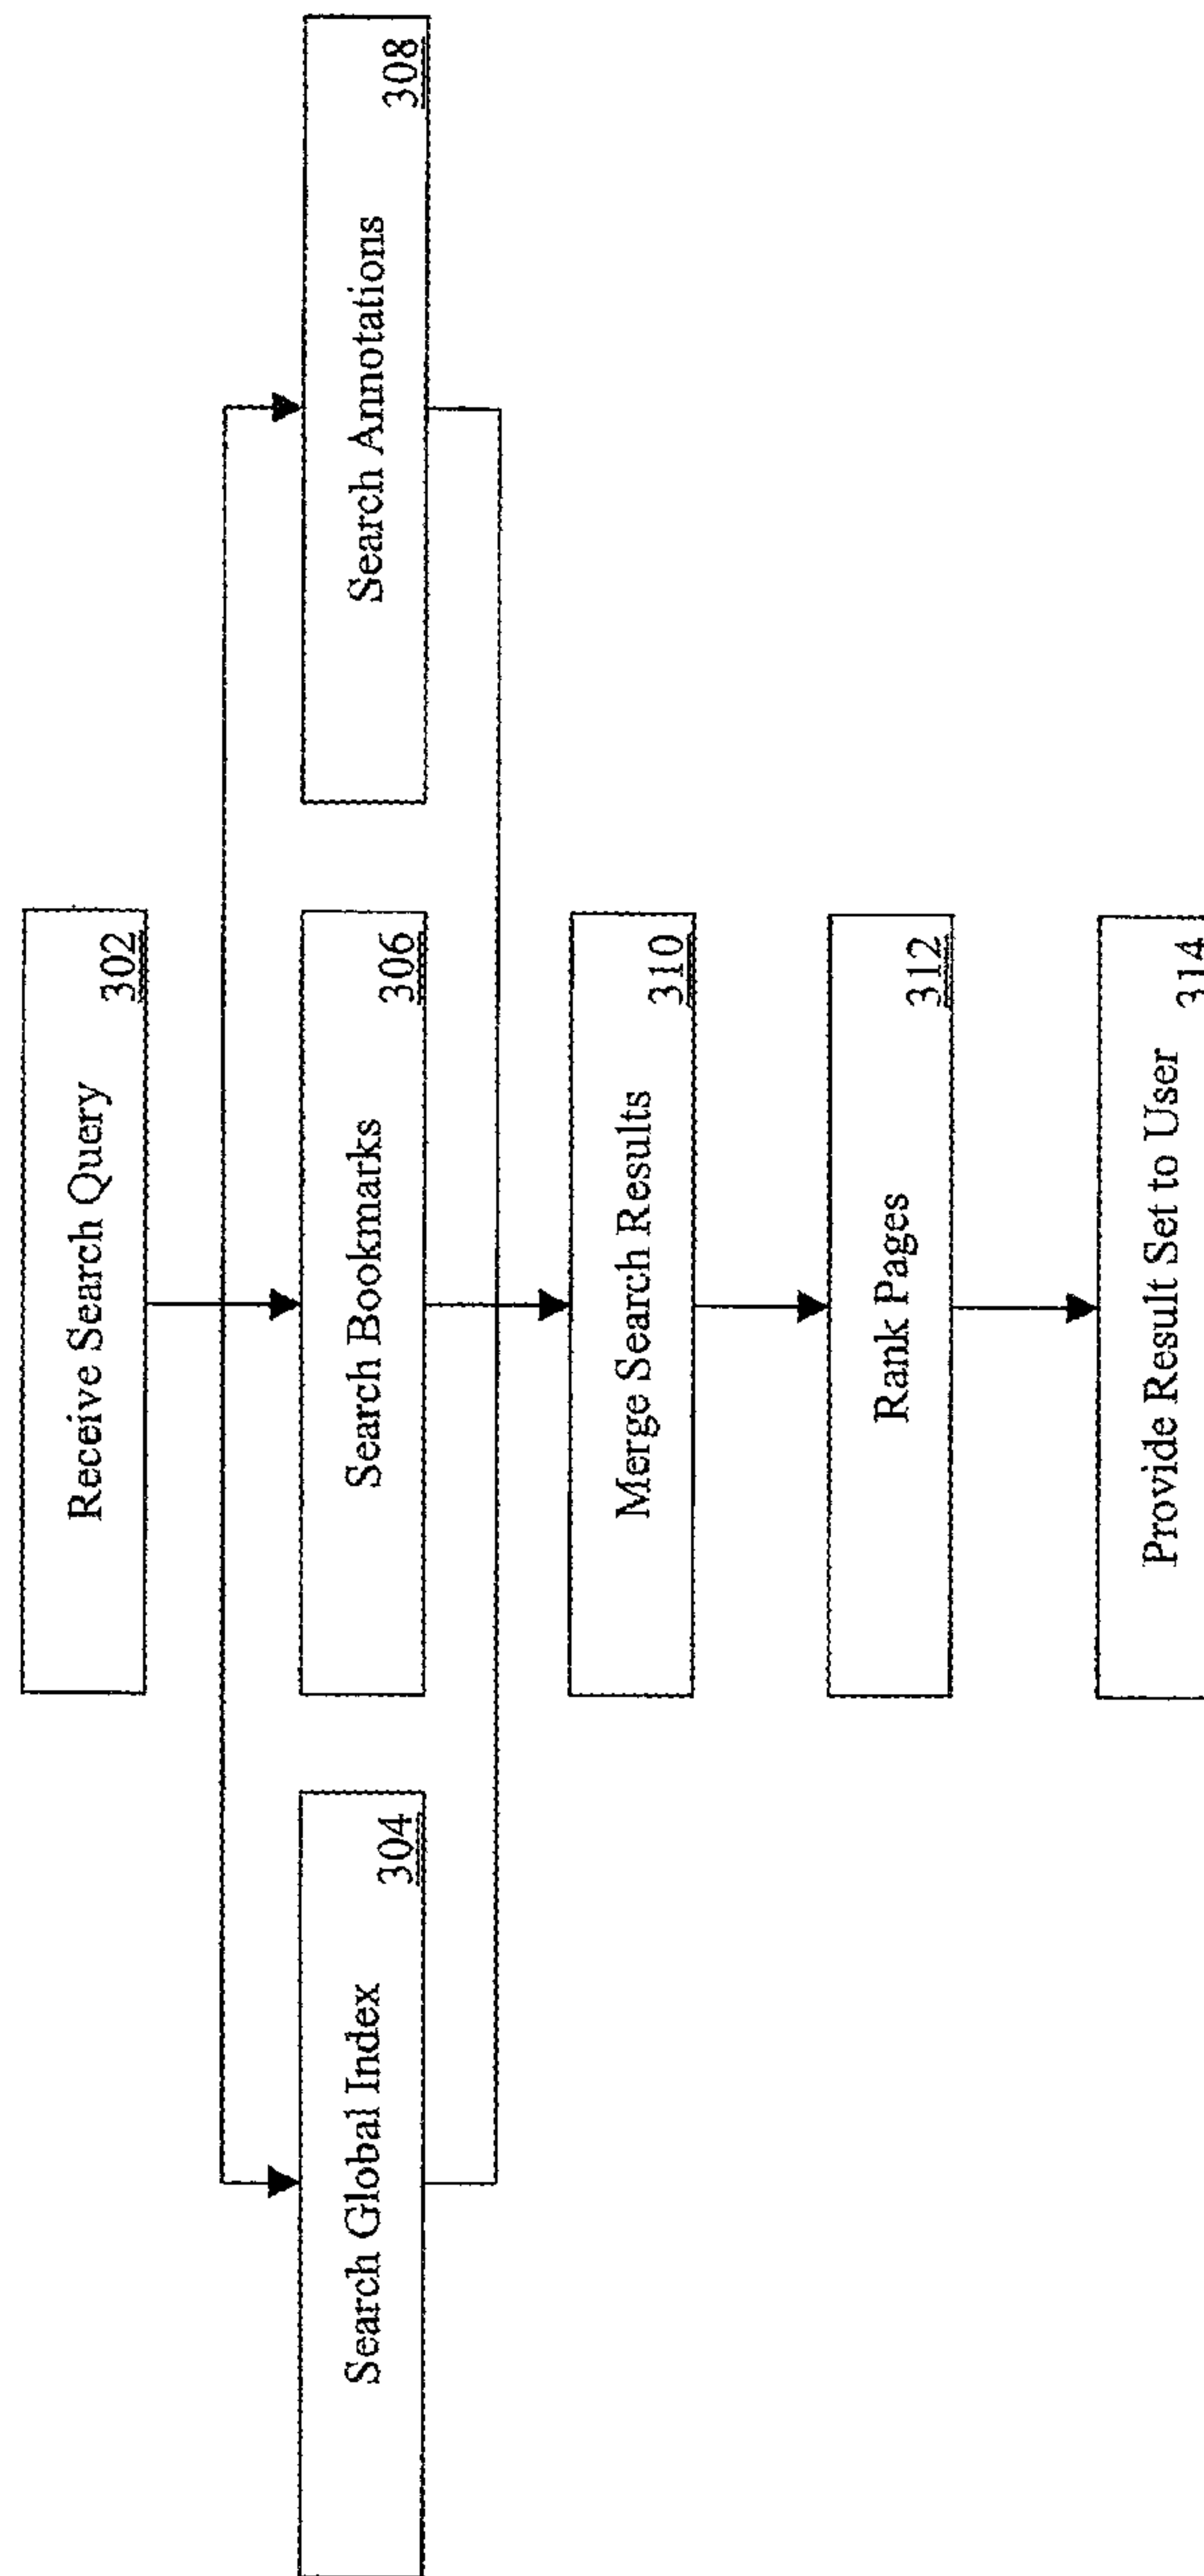 Receive Search Query
302
Search Global Index
304
Search Bookmarks
306
Search Annotations
308
Merge Search Results
310
Rank Pages
312
Provide Result Set to User
314